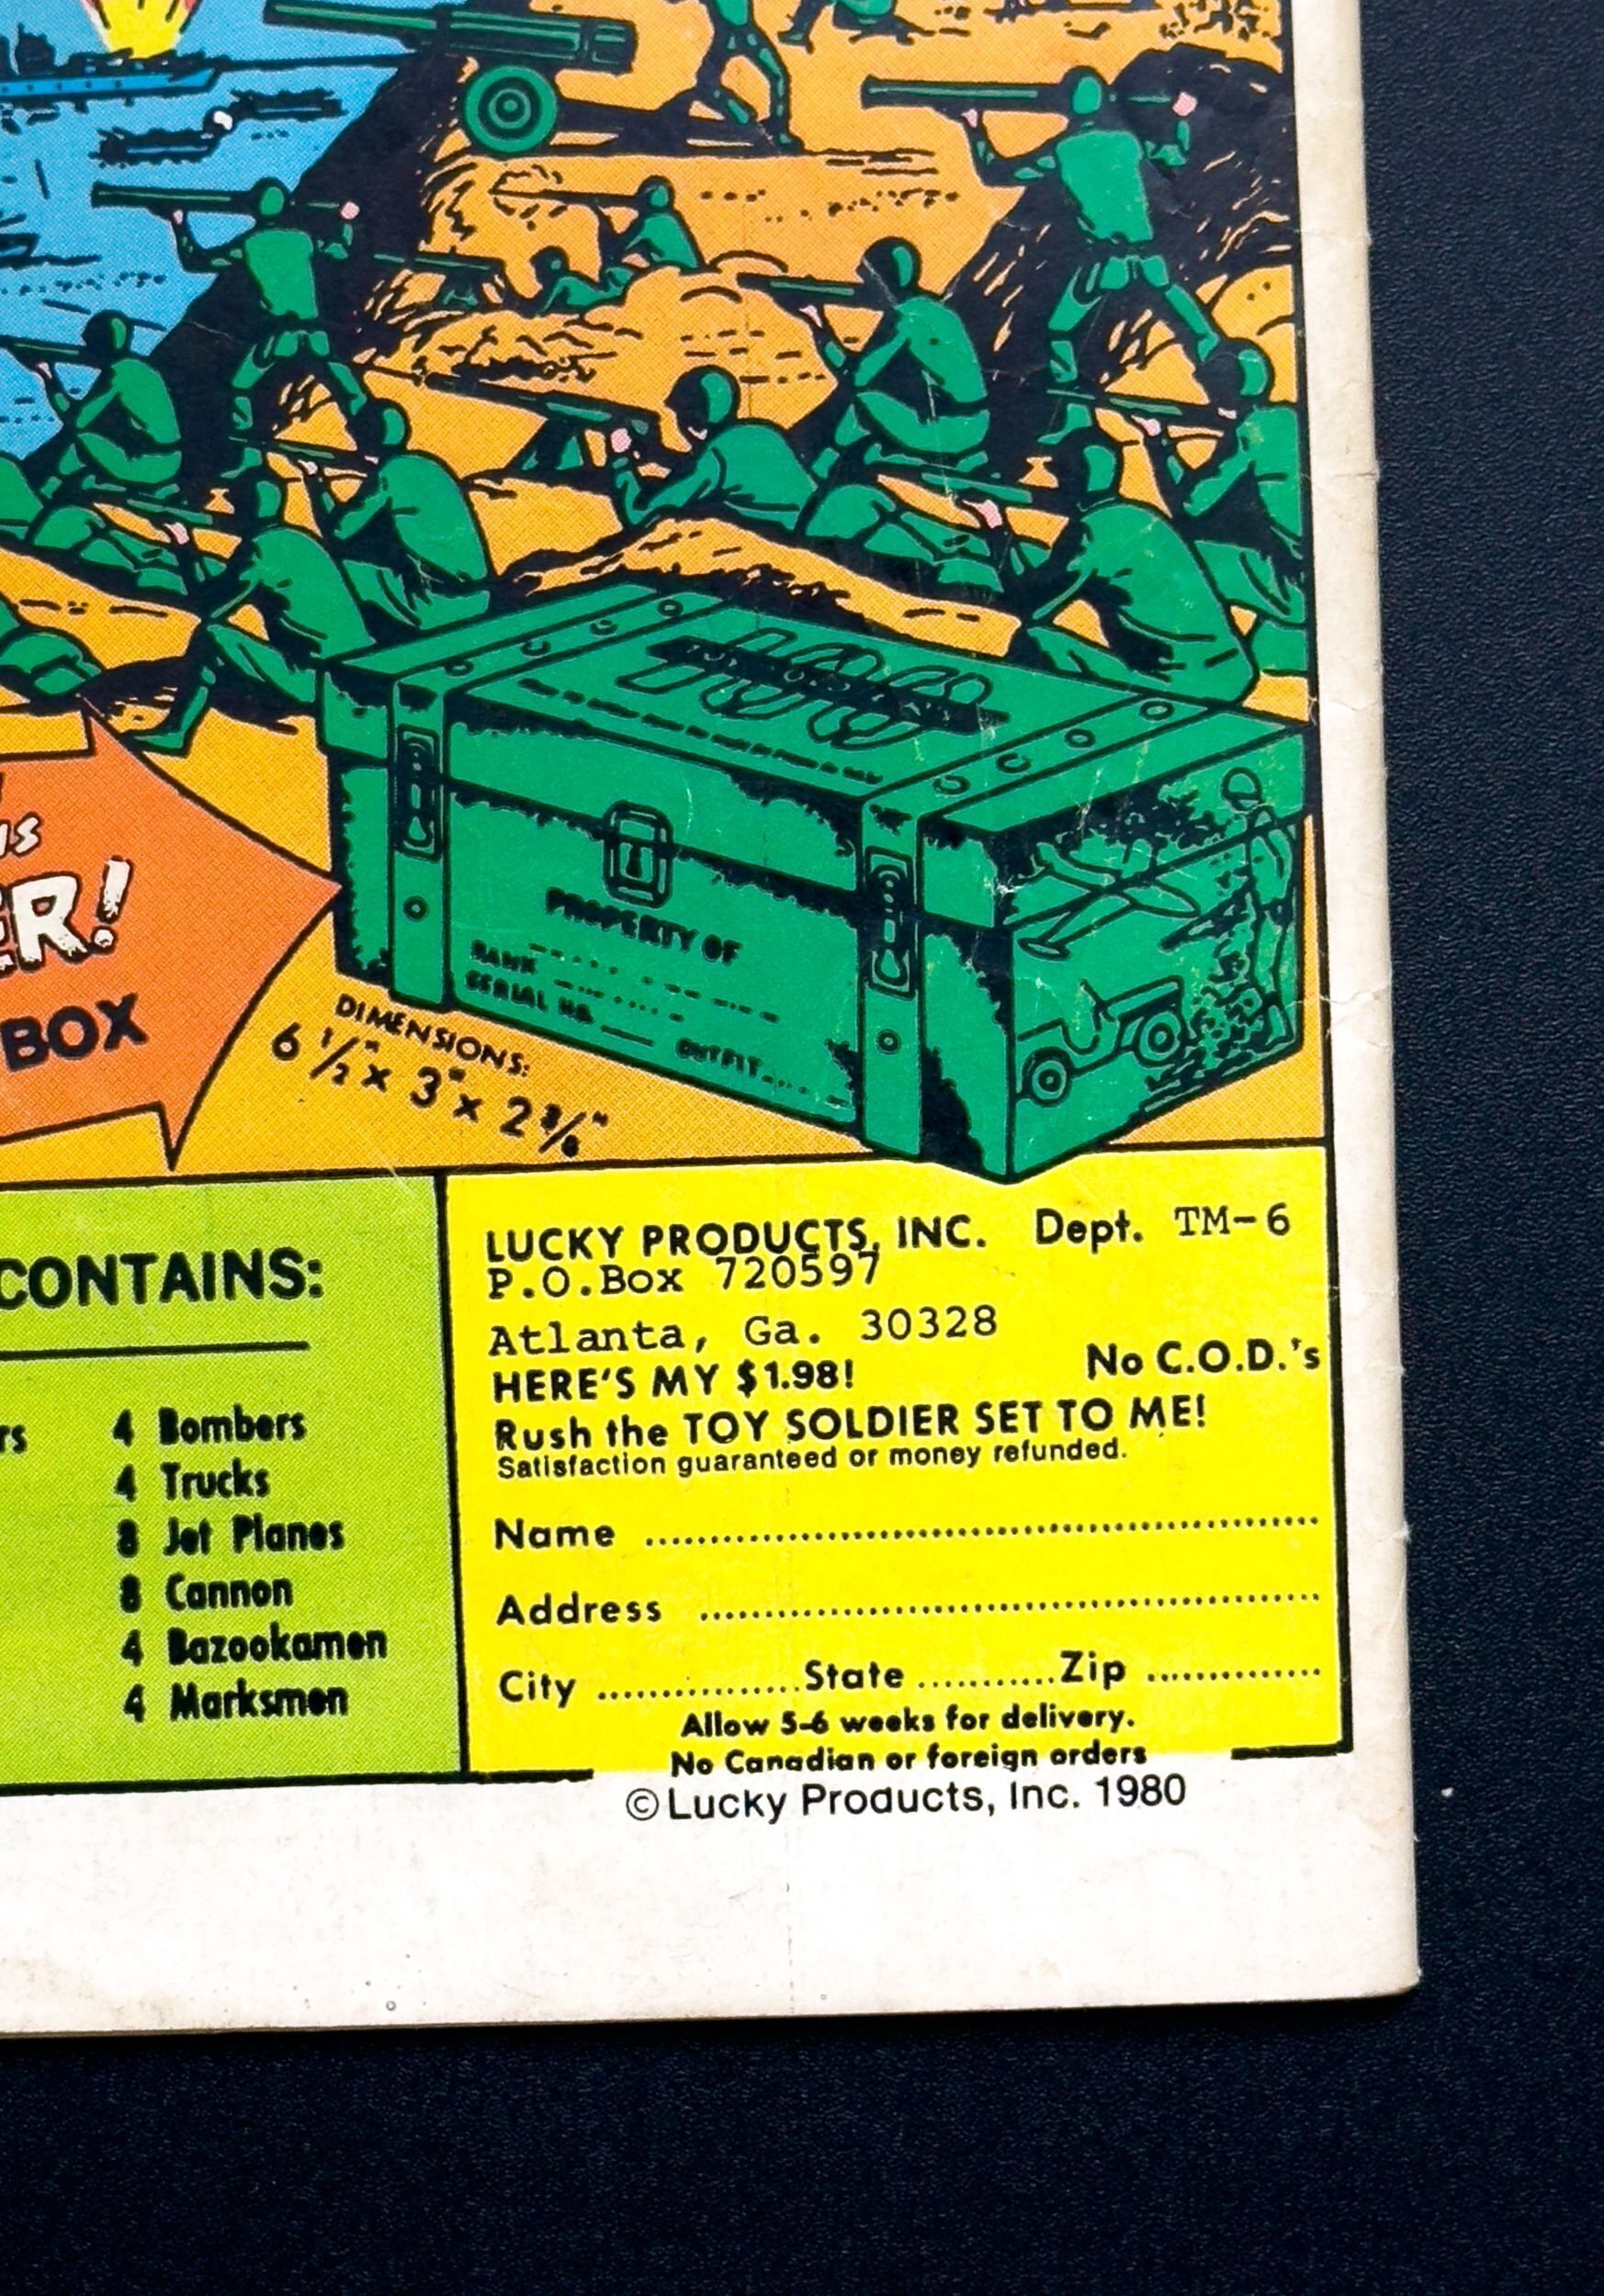 IS
ER!
BOX
PROPERTY OF
RANK
SERIAL NO. OUTFIT
DIMENSIONS:
6 1/2" x 3" x 2 3/8"
CONTAINS:
rs 4 Bombers
4 Trucks
8 Jet Planes
8 Cannon
4 Bazookamen
4 Marksmen
LUCKY PRODUCTS, INC. Dept. TM-6
P.O.Box 720597
Atlanta, Ga. 30328
HERE'S MY $1.98! No C.O.D.'s
Rush the TOY SOLDIER SET TO ME!
Satisfaction guaranteed or money refunded.
Name ............................
Address ............................
City ................State ...........Zip ..............
Allow 5-6 weeks for delivery.
No Canadian or foreign orders
©Lucky Products, Inc. 1980